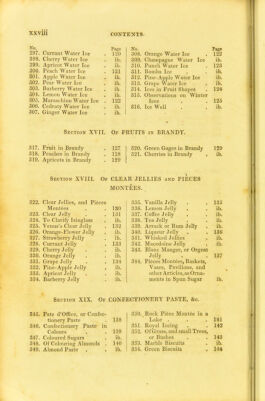 xxviii CONTENTS.
No. Page
297. Currant Water Ice . 120
298. Cherry Water Ice . ib.
299. Apricot Water Ice . ib.
300. Peach Water Ice . 121
301. Apple Water Ice . ib.
302. Pear Water Ice . ib.
303. Barberry Water Ice . ib.
304. Lemon Water Ice . ib.
305. Maraschino Water Ice . 122
306. Cedraty Water Ice . ib.
307. Ginger Water Ice . ib.
No. Page
308. Orange Water Ice . 122
309. Champagne Water Ice . ib.
310. Punch Water Ice . 123
311. Bomba Ice . ib.
312. Pine-Apple Water Ice . ib.
313. Grape Water Ice . ib.
314. Ices in Fruit Shapes . 124
315. Observations on Winter
Ices . 125
316. Ice Well . ib.
Section XVII. Of FRUITS in BRANDY.
317. Fruit in Brandy . 127
318. Peaches in Brandy . 128
319. Apricots in Brandy . 129
320. Green Gages in Brandy 129
321. Cherries in Brandy . ib.
Section XVIII. Of CLEAR JELLIES and PIECES
MONTÉES.
322. Clear Jellies, and Pièces
Montées . 130
323. Clear Jelly . 131
324. To Clarify Isinglass . ib.
325. Venus's Clear Jelly . 132
326. Orange-Flower Jelly . ib.
327. Strawberry Jelly . ib.
328. Currant Jelly . 133
329. Cherry Jelly . ib.
330. Orange Jelly . ib.
331. Grape Jelly . 134
332. Pine-Apple Jelly . ib.
333. Apricot Jelly . ib.
334. Barberry Jelly . ib.
335. Vanilla Jelly . 135
336. Lemon Jelly . ib.
337. Coffee Jelly . ib.
338. Tea Jelly . ib.
339. Arrack or Rum Jelly . ib.
340. Liqueur Jelly . 136
341. Whisked Jellies . ib.
342. Macedoine Jelly . ib.
343. Blanc Manger, or Orgeat
Jelly . 137
344. Pièces Montées, Baskets,
Vases, Pavilions, and
other Articles, as Orna-
ments in Spun Sugar ib.
Section XIX. Of CONFECTIONERY PASTE, &c.
345. Pate d'Office, or Confec-
tionery Paste . 138
346. Confectionery Paste in
Colours . 139
347. Coloured Sugars . ib.
348. Of Colouring Almonds . 140
349. Almond Paste . ib.
350. Rock Pièce Montée in a
Lake . 141
351. Royal Iceing . 142
352. Of Grass, and small Trees,
or Bushes . 143
353. Marble Biscuits . ib.
354. Green Biscuits . 144